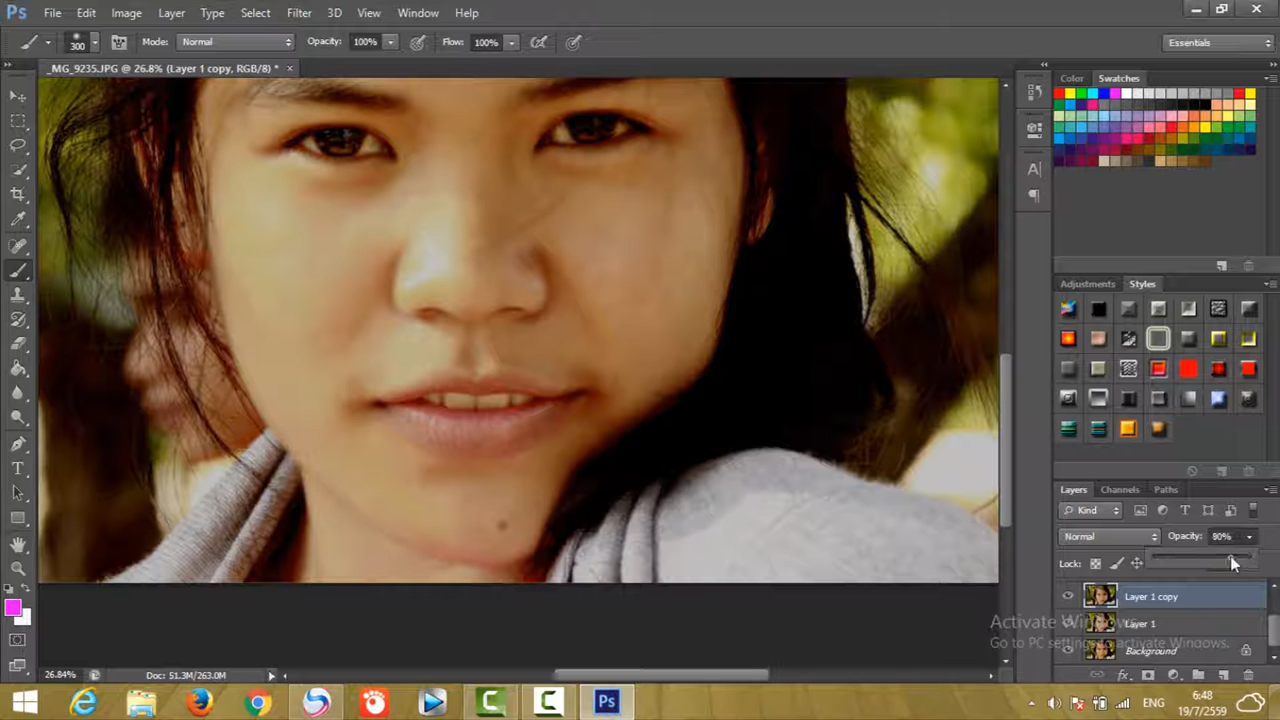 Ps File Edit Image Layer Type Select Filter 3D View Window Help
300 Mode: Normal Opacity: 100% Flow: 100% Essentials
_MG_9235.JPG @ 26.8% (Layer 1 copy, RGB/8) * ×
Color Swatches
Adjustments Styles
Layers Channels Paths
Kind
Normal Opacity: 80%
Lock:
Layer 1 copy
Layer 1
Background
Activate Windows
Go to PC settings to activate Windows.
26.84% Doc: 51.3M/263.0M
ENG
6:48
19/7/2559